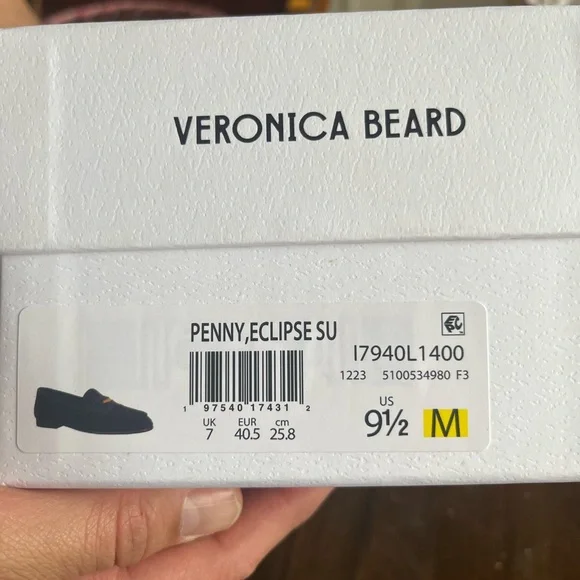 VERONICA BEARD
PENNY,ECLIPSE SU
I7940L1400
1223 5100534980 F3
1 97540 17431 2
UK EUR cm
7 40.5 25.8
US
9½ M